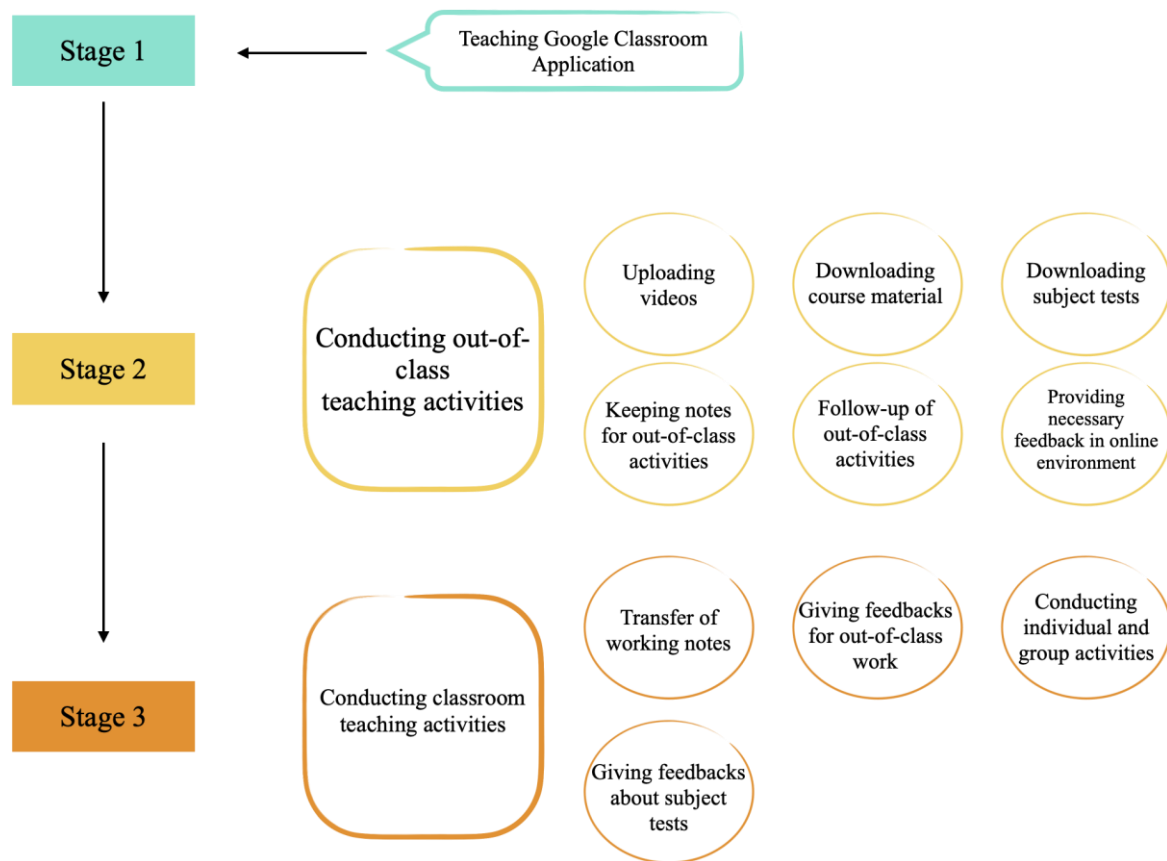 Stage 1
Teaching Google Classroom
Application
Stage 2
Conducting out-of-
class
teaching activities
Uploading
videos
Downloading
course material
Downloading
subject tests
Keeping notes
for out-of-class
activities
Follow-up of
out-of-class
activities
Providing
necessary
feedback in online
environment
Stage 3
Conducting classroom
teaching activities
Transfer of
working notes
Giving feedbacks
for out-of-class
work
Conducting
individual and
group activities
Giving feedbacks
about subject
tests